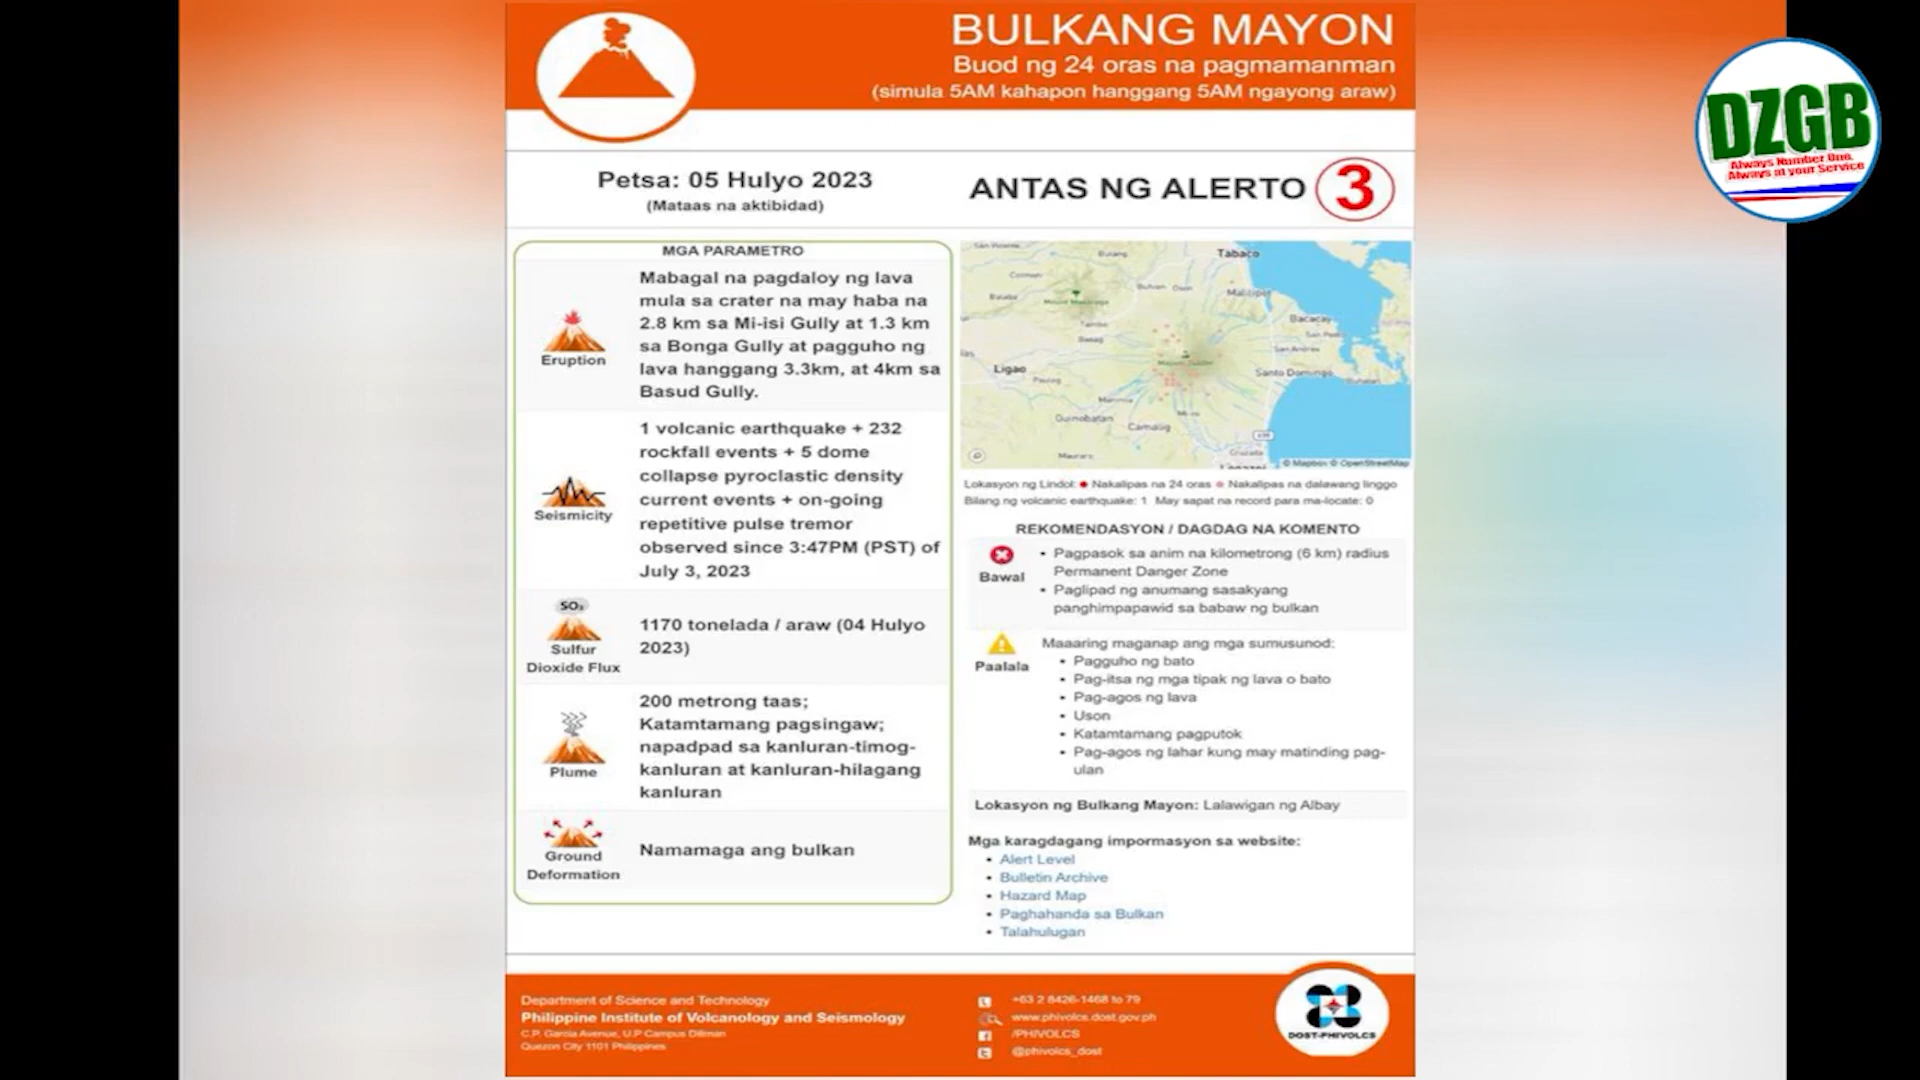 BULKANG MAYON
Buod ng 24 oras na pagmamanman
(simula 5AM kahapon hanggang 5AM ngayong araw)
DZGB
Always Number One,
Always at your Service
Petsa: 05 Hulyo 2023
(Mataas na aktibidad)
ANTAS NG ALERTO 3
MGA PARAMETRO
Eruption
Mabagal na pagdaloy ng lava
mula sa crater na may haba na
2.8 km sa Mi-isi Gully at 1.3 km
sa Bonga Gully at pagguho ng
lava hanggang 3.3km, at 4km sa
Basud Gully.
Seismicity
1 volcanic earthquake + 232
rockfall events + 5 dome
collapse pyroclastic density
current events + on-going
repetitive pulse tremor
observed since 3:47PM (PST) of
July 3, 2023
SO₂
Sulfur
Dioxide Flux
1170 tonelada / araw (04 Hulyo
2023)
Plume
200 metrong taas;
Katamtamang pagsingaw;
napadpad sa kanluran-timog-
kanluran at kanluran-hilagang
kanluran
Ground
Deformation
Namamaga ang bulkan
Tabaco
Malilipot
Bacacay
San Andres
Santo Domingo
Ligao
Guinobatan
Camalig
© Mapbox © OpenStreetMap
Lokasyon ng Lindol: Nakalipas na 24 oras Nakalipas na dalawang linggo
Bilang ng volcanic earthquake: 1 May sapat na record para ma-locate: 0
REKOMENDASYON / DAGDAG NA KOMENTO
Bawal
• Pagpasok sa anim na kilometrong (6 km) radius
Permanent Danger Zone
• Paglipad ng anumang sasakyang
panghimpapawid sa babaw ng bulkan
Paalala
Maaaring maganap ang mga sumusunod:
• Pagguho ng bato
• Pag-itsa ng mga tipak ng lava o bato
• Pag-agos ng lava
• Uson
• Katamtamang pagputok
• Pag-agos ng lahar kung may matinding pag-
ulan
Lokasyon ng Bulkang Mayon: Lalawigan ng Albay
Mga karagdagang impormasyon sa website:
• Alert Level
• Bulletin Archive
• Hazard Map
• Paghahanda sa Bulkan
• Talahulugan
Department of Science and Technology
Philippine Institute of Volcanology and Seismology
C.P. Garcia Avenue, U.P Campus Diliman
Quezon City 1101 Philippines
+63 2 8426-1468 to 79
www.phivolcs.dost.gov.ph
/PHIVOLCS
@phivolcs_dost
DOST-PHIVOLCS